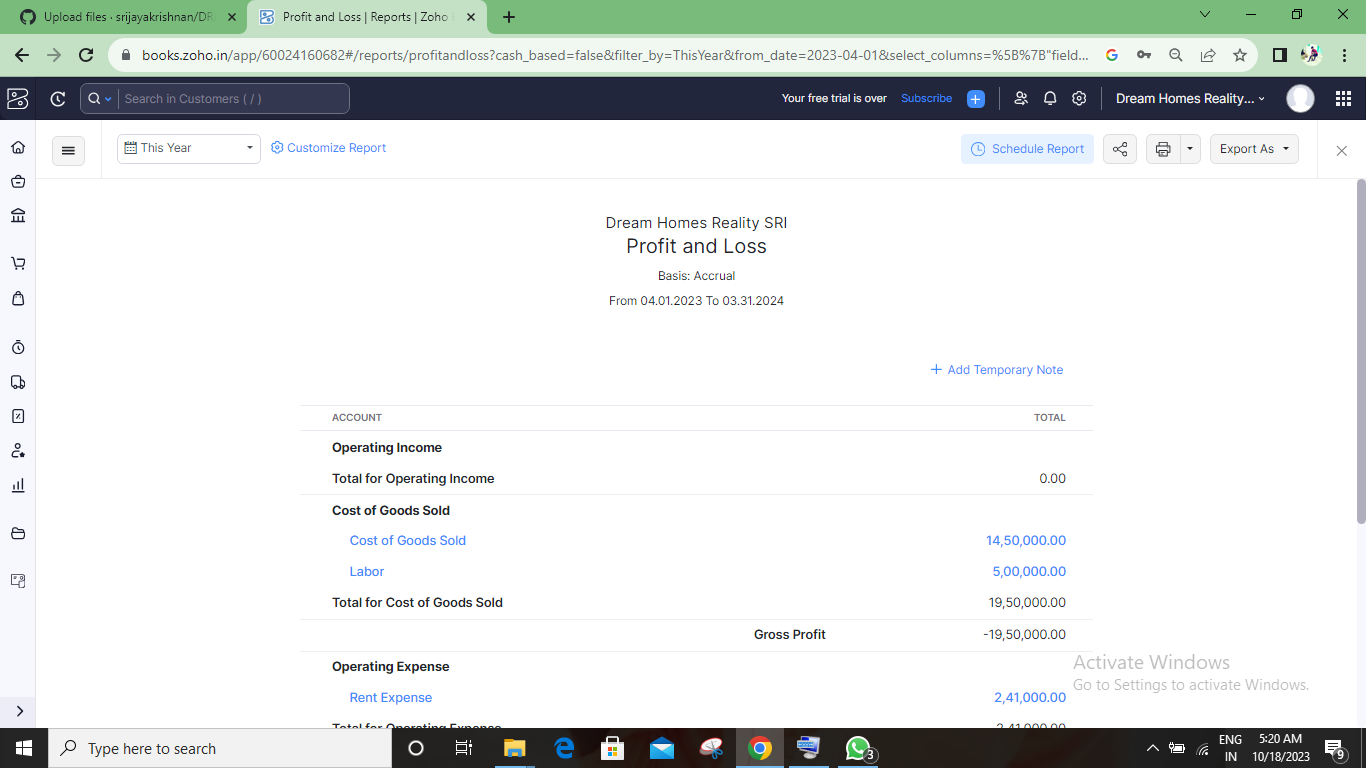 Upload files · srijayakrishnan/DR
Profit and Loss | Reports | Zoho
books.zoho.in/app/60024160682#/reports/profitandloss?cash_based=false&filter_by=ThisYear&from_date=2023-04-01&select_columns=%5B%7B"field...
Search in Customers ( / )
Your free trial is over
Subscribe
Dream Homes Reality...
This Year
Customize Report
Schedule Report
Export As
Dream Homes Reality SRI
Profit and Loss
Basis: Accrual
From 04.01.2023 To 03.31.2024
Add Temporary Note
ACCOUNT TOTAL
Operating Income
Total for Operating Income 0.00
Cost of Goods Sold
Cost of Goods Sold 14,50,000.00
Labor 5,00,000.00
Total for Cost of Goods Sold 19,50,000.00
Gross Profit -19,50,000.00
Operating Expense
Rent Expense 2,41,000.00
Total for Operating Expense 2,41,000.00
Activate Windows
Go to Settings to activate Windows.
Type here to search
3
ENG
IN
5:20 AM
10/18/2023
9